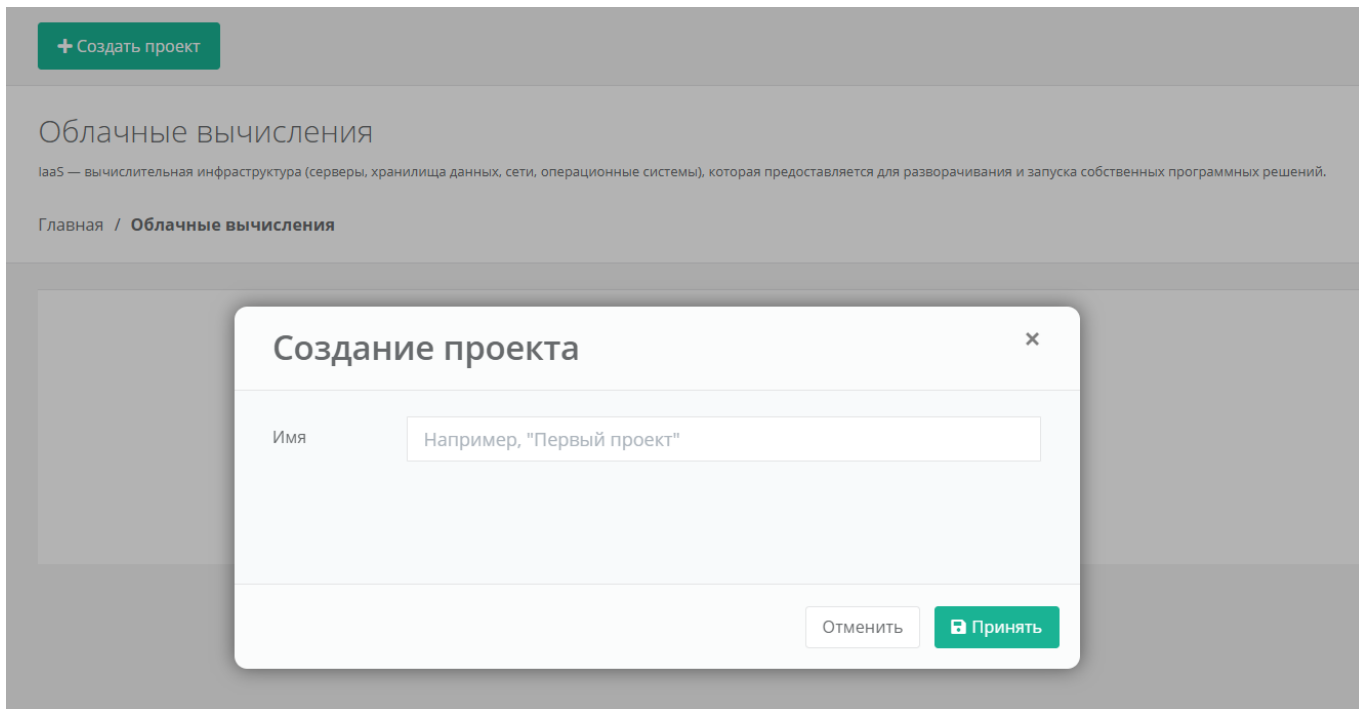 Создать проект
Облачные вычисления
IaaS — вычислительная инфраструктура (серверы, хранилища данных, сети, операционные системы), которая предоставляется для разворачивания и запуска собственных программных решений.
Главная / Облачные вычисления
Создание проекта
Имя
Например, "Первый проект"
Отменить
Принять